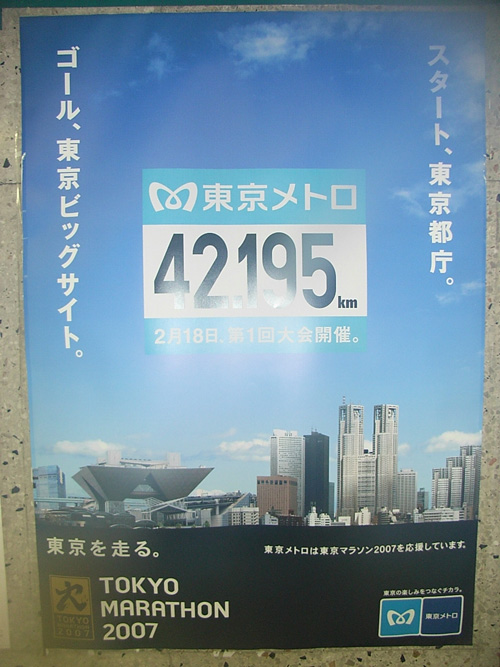 スタート、東京都庁。
ゴール、東京ビッグサイト。
東京メトロ
42.195km
2月18日、第1回大会開催。
東京を走る。
東京メトロは東京マラソン2007を応援しています。
TOKYO
MARATHON
2007
TOKYO
2007
東京の楽しみをつなぐチカラ。
東京メトロ